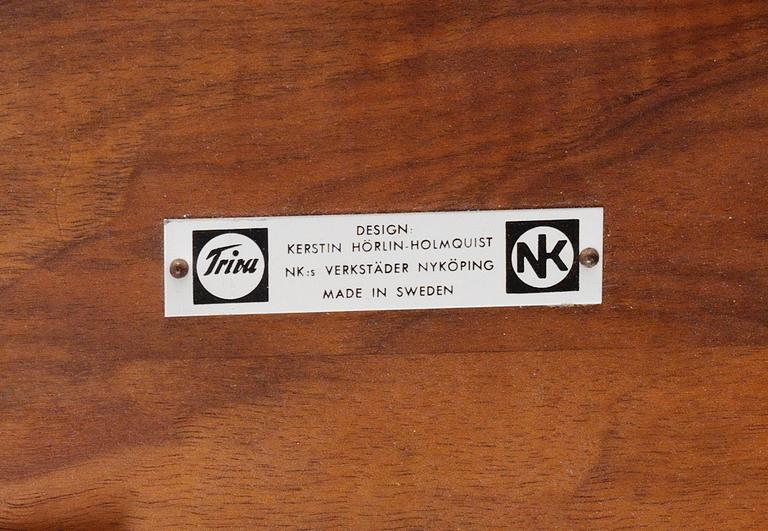 Triva
DESIGN:
KERSTIN HÖRLIN-HOLMQUIST
NK:s VERKSTÄDER NYKÖPING
MADE IN SWEDEN
NK